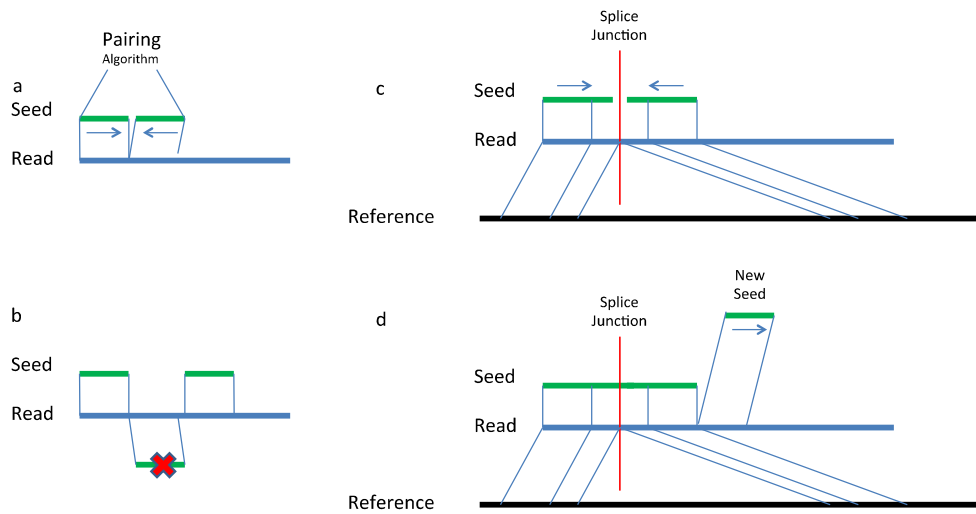 Pairing
Algorithm
a
Seed
Read
Splice
Junction
c
Seed
Read
Reference
b
Seed
Read
Splice
Junction
New
Seed
d
Seed
Read
Reference